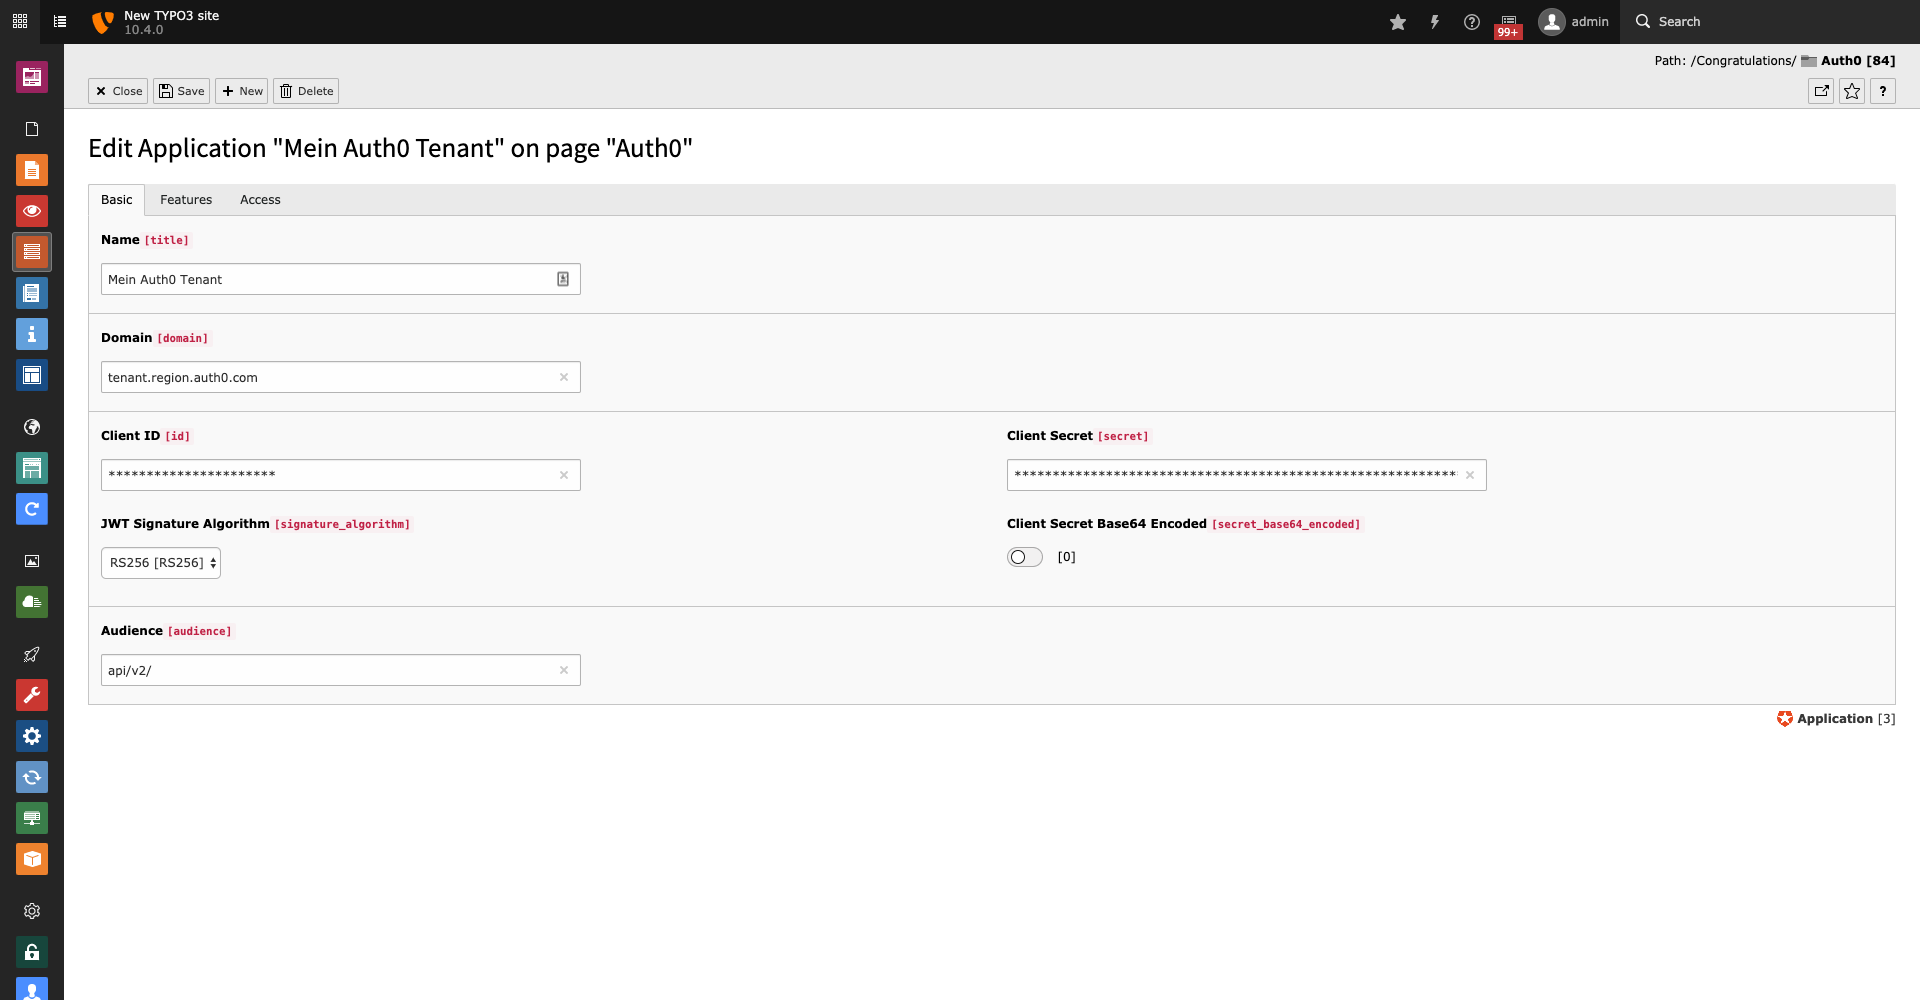 New TYPO3 site
10.4.0
99+
admin
Search
Path: /Congratulations/ Auth0 [84]
Close
Save
New
Delete
?
Edit Application "Mein Auth0 Tenant" on page "Auth0"
Basic
Features
Access
Name [title]
Mein Auth0 Tenant
Domain [domain]
tenant.region.auth0.com
Client ID [id]
Client Secret [secret]
**********************
**********************************************************
JWT Signature Algorithm [signature_algorithm]
Client Secret Base64 Encoded [secret_base64_encoded]
RS256 [RS256]
[0]
Audience [audience]
api/v2/
Application [3]